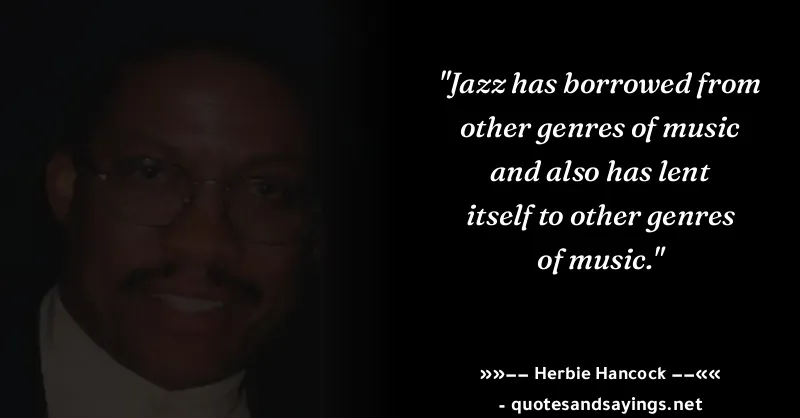 "Jazz has borrowed from
other genres of music
and also has lent
itself to other genres
of music."
»»−− Herbie Hancock −−««
- quotesandsayings.net